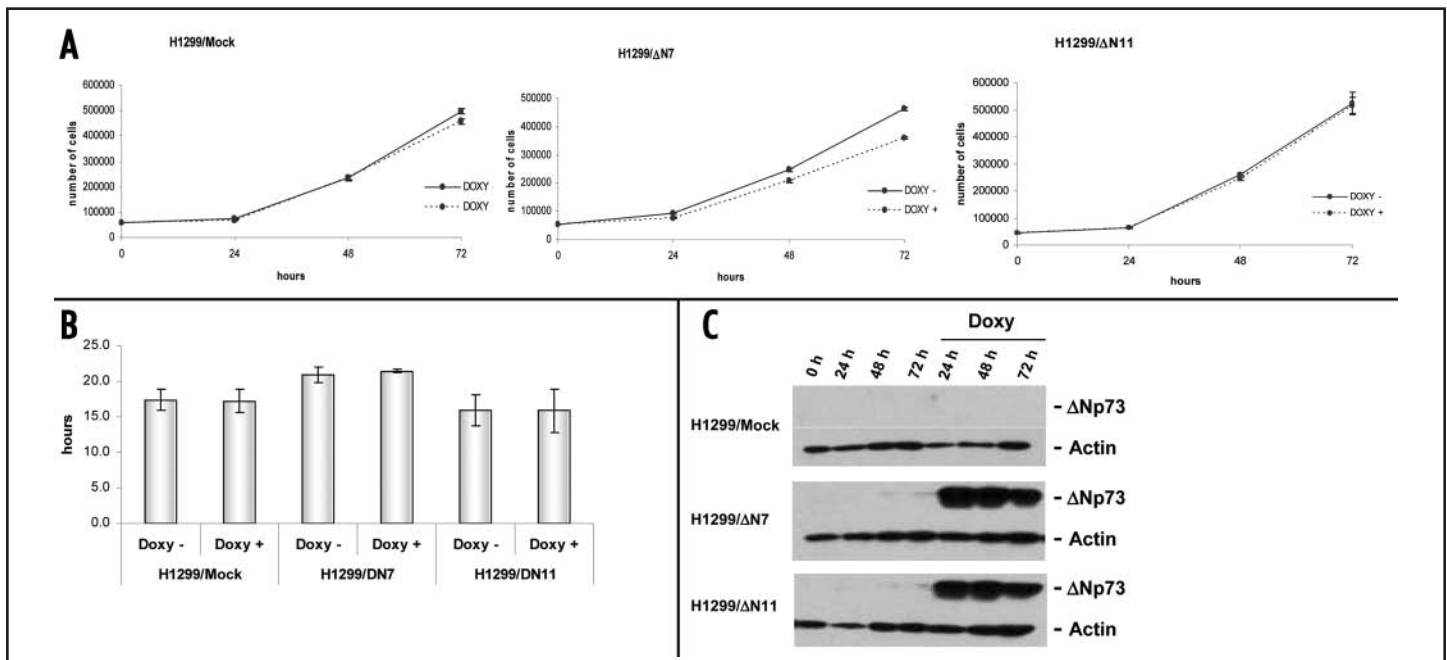 A
H1299/Mock
number of cells
600000
500000
400000
300000
200000
100000
0
0 24 48 72
hours
DOXY -
DOXY
H1299/ΔN7
number of cells
500000
400000
300000
200000
100000
0
0 24 48 72
hours
DOXY -
DOXY +
H1299/ΔN11
number of cells
600000
500000
400000
300000
200000
100000
0
0 24 48 72
hours
DOXY -
DOXY +
B
hours
25.0
20.0
15.0
10.0
5.0
0.0
Doxy - Doxy + Doxy - Doxy + Doxy - Doxy +
H1299/Mock H1299/DN7 H1299/DN11
C
Doxy
0 h 24 h 48 h 72 h 24 h 48 h 72 h
H1299/Mock
- ΔNp73
- Actin
H1299/ΔN7
- ΔNp73
- Actin
H1299/ΔN11
- ΔNp73
- Actin